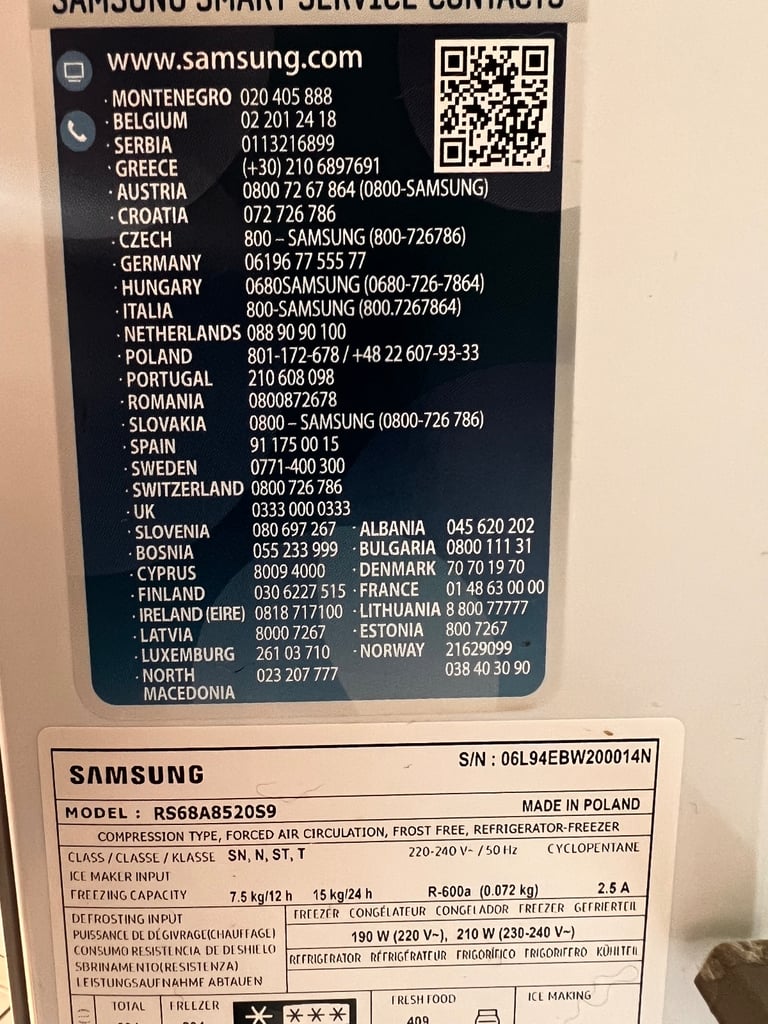 SAMSUNG SMART SERVICE CONTACTS
www.samsung.com
· MONTENEGRO 020 405 888
· BELGIUM 02 201 24 18
· SERBIA 0113216899
· GREECE (+30) 210 6897691
· AUSTRIA 0800 72 67 864 (0800-SAMSUNG)
· CROATIA 072 726 786
· CZECH 800 – SAMSUNG (800-726786)
· GERMANY 06196 77 555 77
· HUNGARY 0680SAMSUNG (0680-726-7864)
· ITALIA 800-SAMSUNG (800.7267864)
· NETHERLANDS 088 90 90 100
· POLAND 801-172-678 / +48 22 607-93-33
· PORTUGAL 210 608 098
· ROMANIA 0800872678
· SLOVAKIA 0800 – SAMSUNG (0800-726 786)
· SPAIN 91 175 00 15
· SWEDEN 0771-400 300
· SWITZERLAND 0800 726 786
· UK 0333 000 0333
· SLOVENIA 080 697 267 · ALBANIA 045 620 202
· BOSNIA 055 233 999 · BULGARIA 0800 111 31
· CYPRUS 8009 4000 · DENMARK 70 70 19 70
· FINLAND 030 6227 515 · FRANCE 01 48 63 00 00
· IRELAND (EIRE) 0818 717100 · LITHUANIA 8 800 77777
· LATVIA 8000 7267 · ESTONIA 800 7267
· LUXEMBURG 261 03 710 · NORWAY 21629099
· NORTH 023 207 777 038 40 30 90
MACEDONIA
SAMSUNG S/N : 06L94EBW200014N
MODEL : RS68A8520S9 MADE IN POLAND
COMPRESSION TYPE, FORCED AIR CIRCULATION, FROST FREE, REFRIGERATOR-FREEZER
CLASS / CLASSE / KLASSE SN, N, ST, T 220-240 V~ / 50 Hz CYCLOPENTANE
ICE MAKER INPUT
FREEZING CAPACITY 7.5 kg/12 h 15 kg/24 h R-600a (0.072 kg) 2.5 A
DEFROSTING INPUT FREEZER CONGÉLATEUR CONGELADOR FREEZER GEFRIERTEIL
PUISSANCE DE DÉGIVRAGE(CHAUFFAGE) 190 W (220 V~), 210 W (230-240 V~)
CONSUMO RESISTENCIA DE DESHIELO
SBRINAMENTO(RESISTENZA) REFRIGERATOR RÉFRIGÉRATEUR FRIGORÍFICO FRIGORIFERO KÜHLTEIL
LEISTUNGSAUFNAHME ABTAUEN
TOTAL FREEZER FRESH FOOD ICE MAKING
409